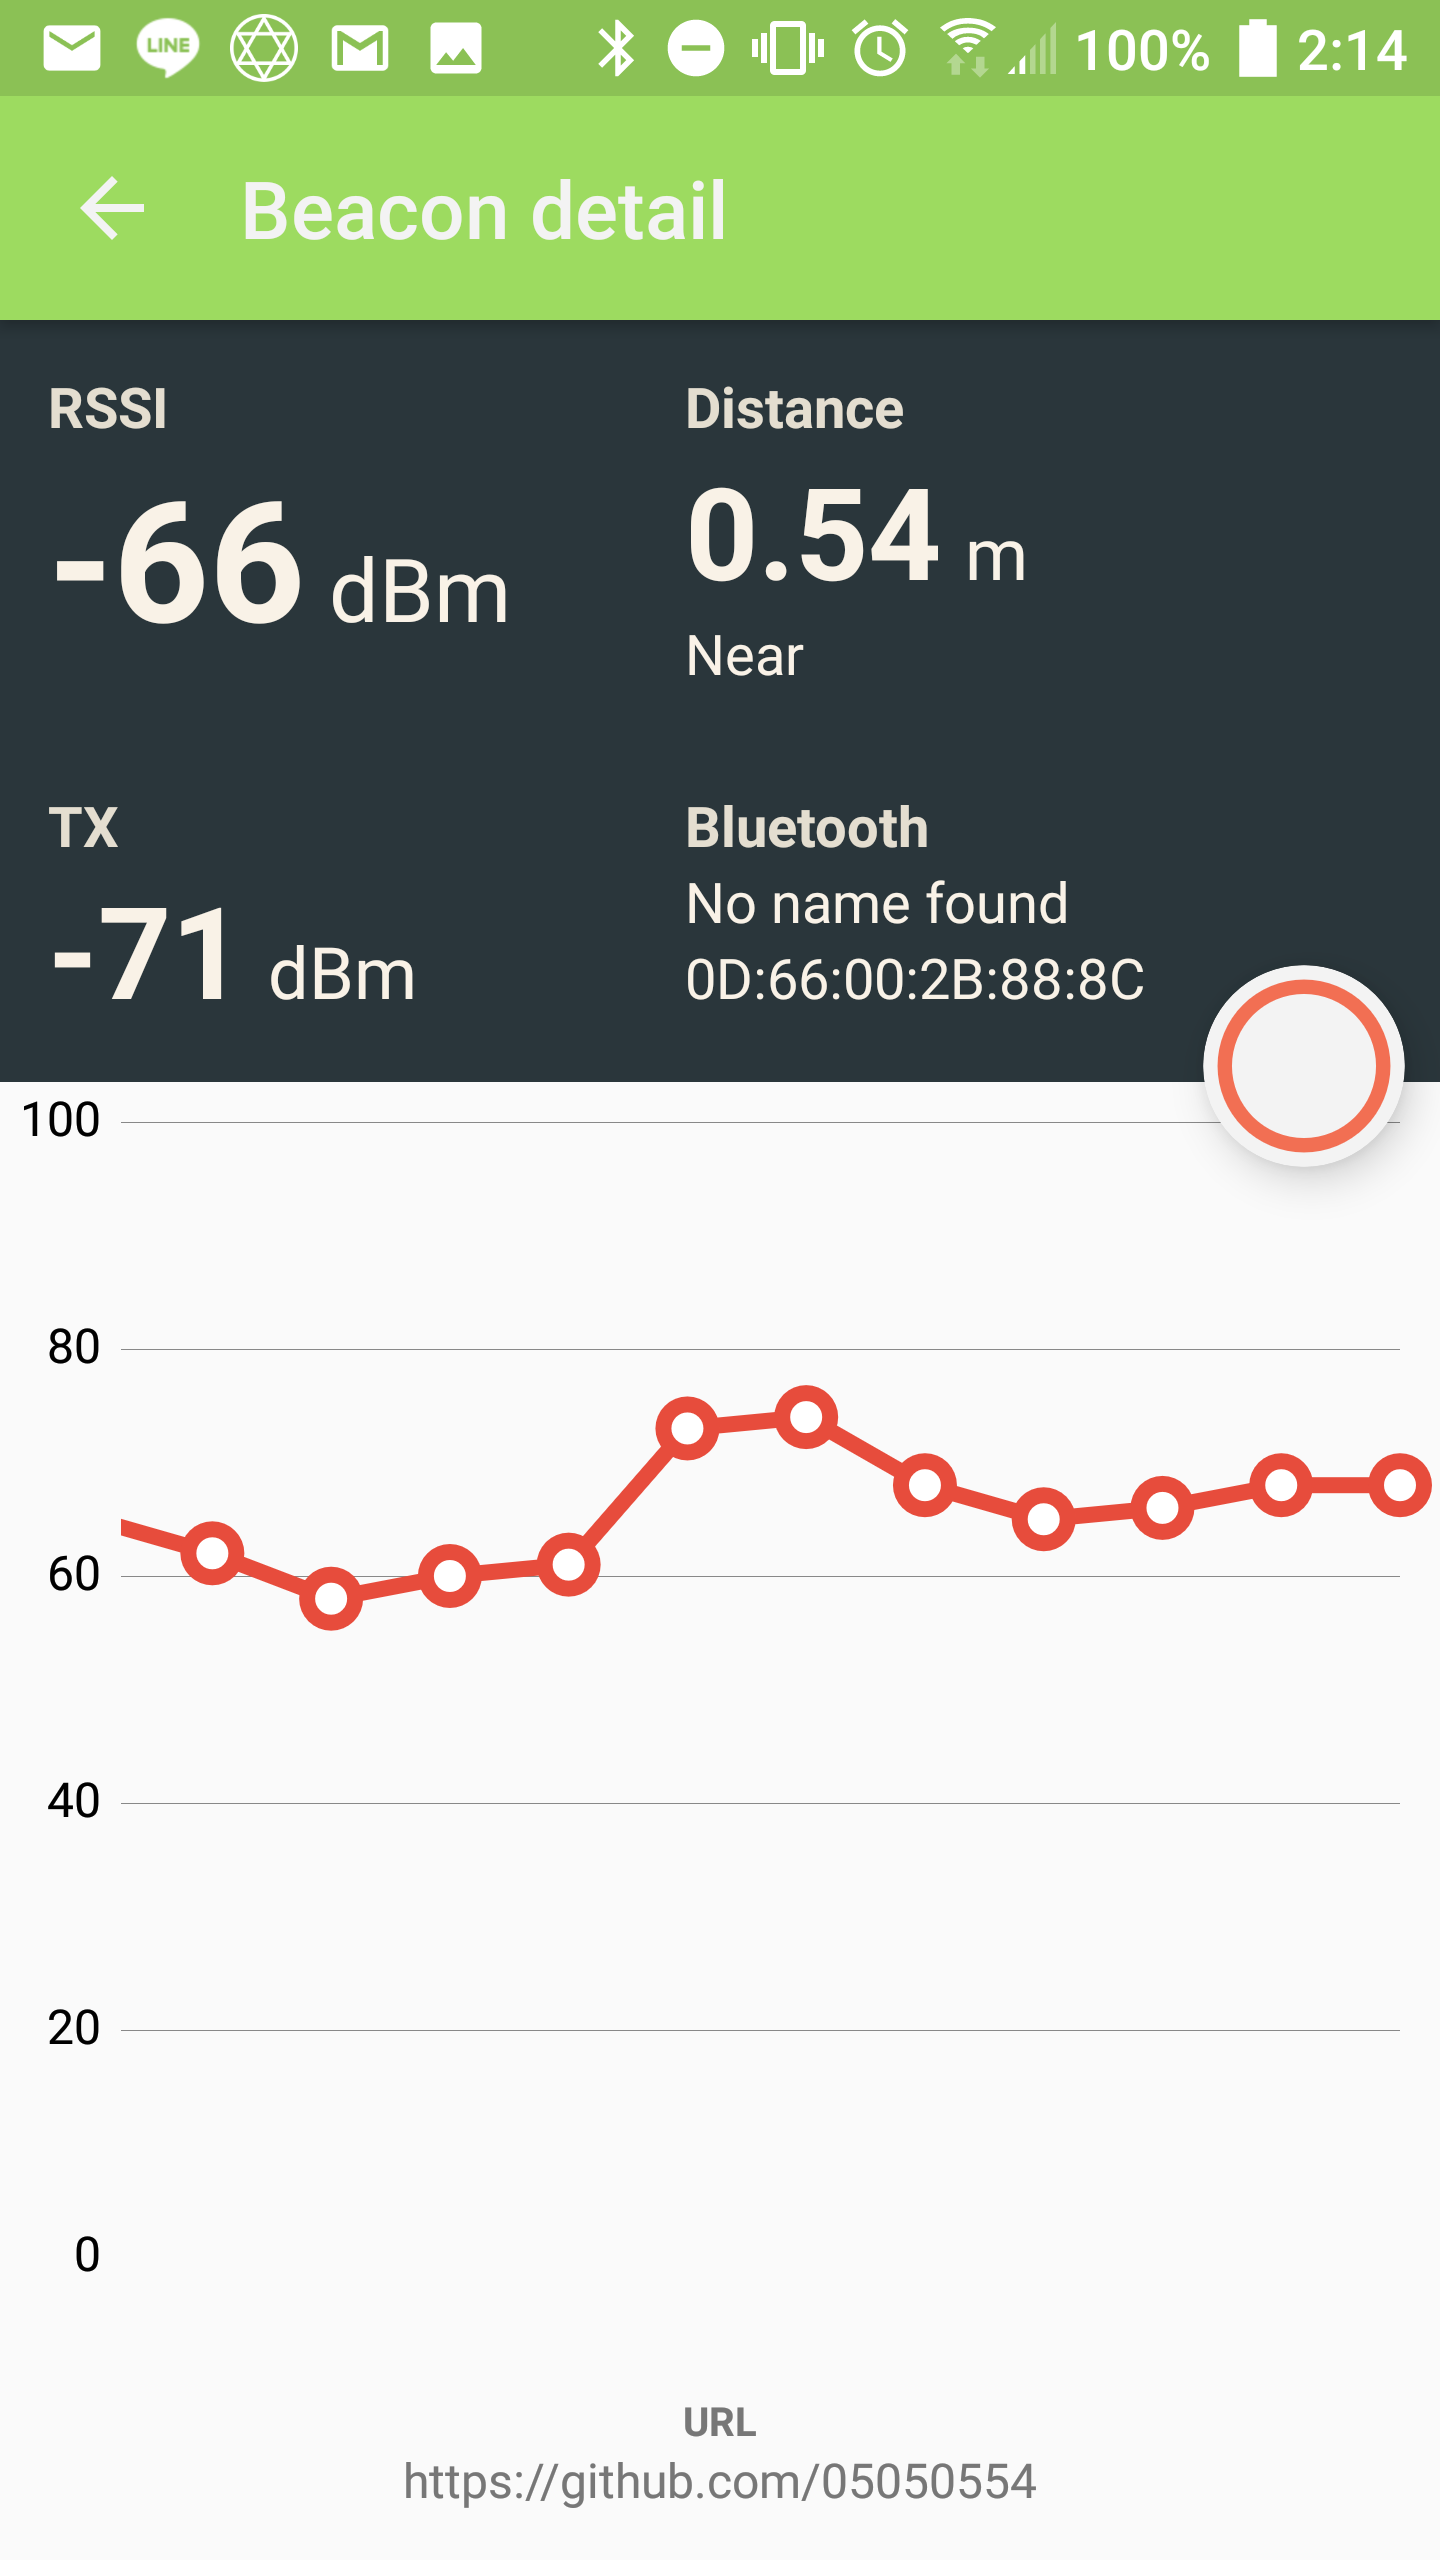 LINE 100% 2:14
Beacon detail
RSSI
-66 dBm
Distance
0.54 m
Near
TX
-71 dBm
Bluetooth
No name found
0D:66:00:2B:88:8C
100
80
60
40
20
0
URL
https://github.com/05050554